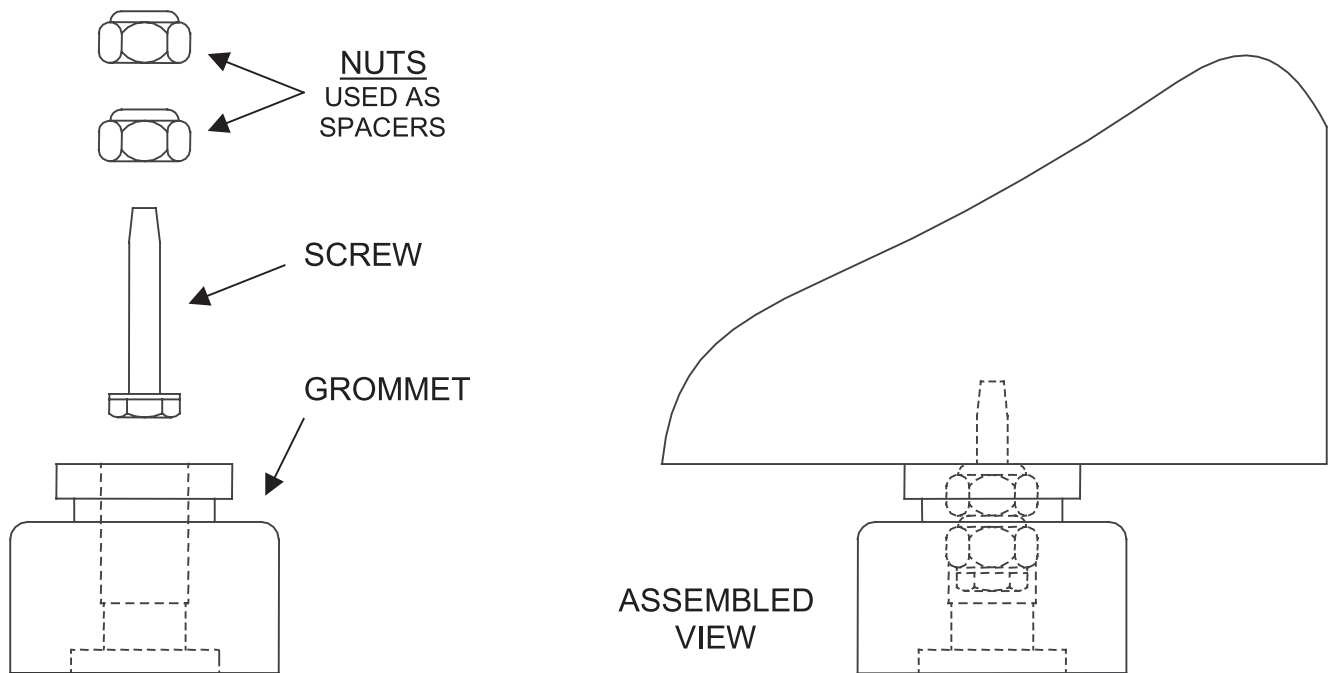 NUTS
USED AS
SPACERS
SCREW
GROMMET
ASSEMBLED
VIEW